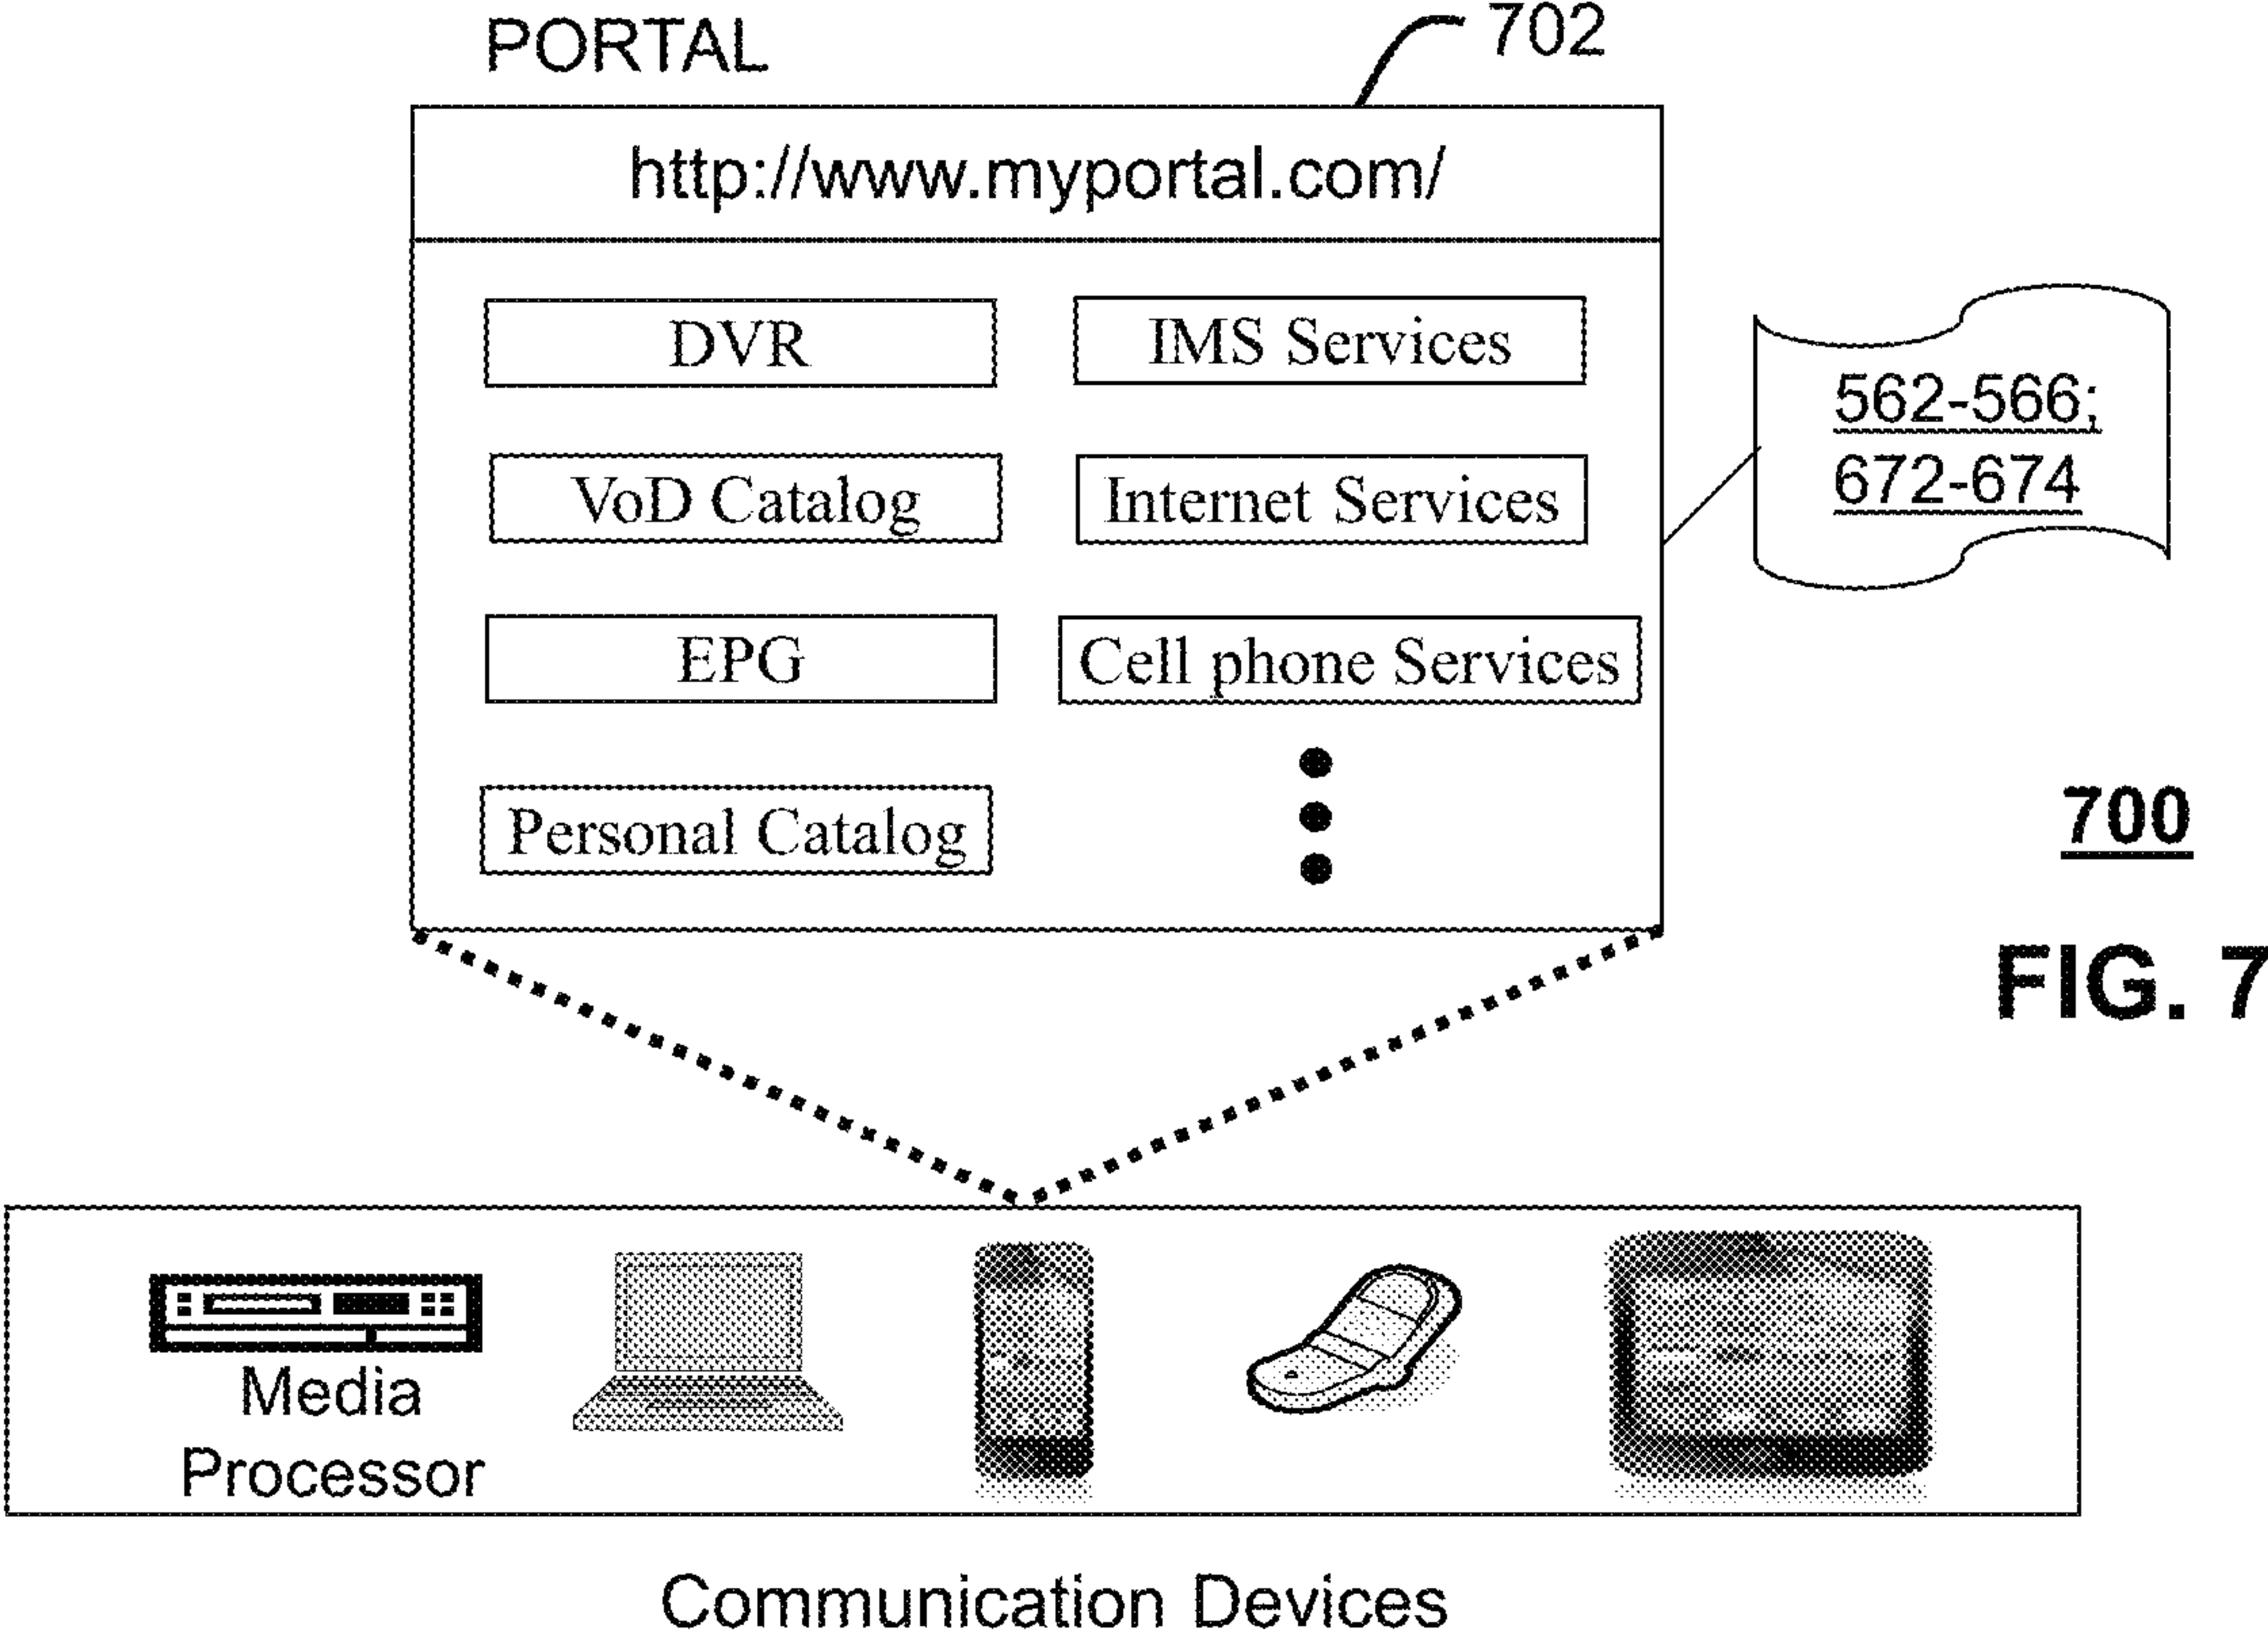 PORTAL
702
http://www.myportal.com/
DVR
IMS Services
VoD Catalog
Internet Services
EPG
Cell phone Services
Personal Catalog
562-566;
672-674
700
FIG. 7
Media
Processor
Communication Devices